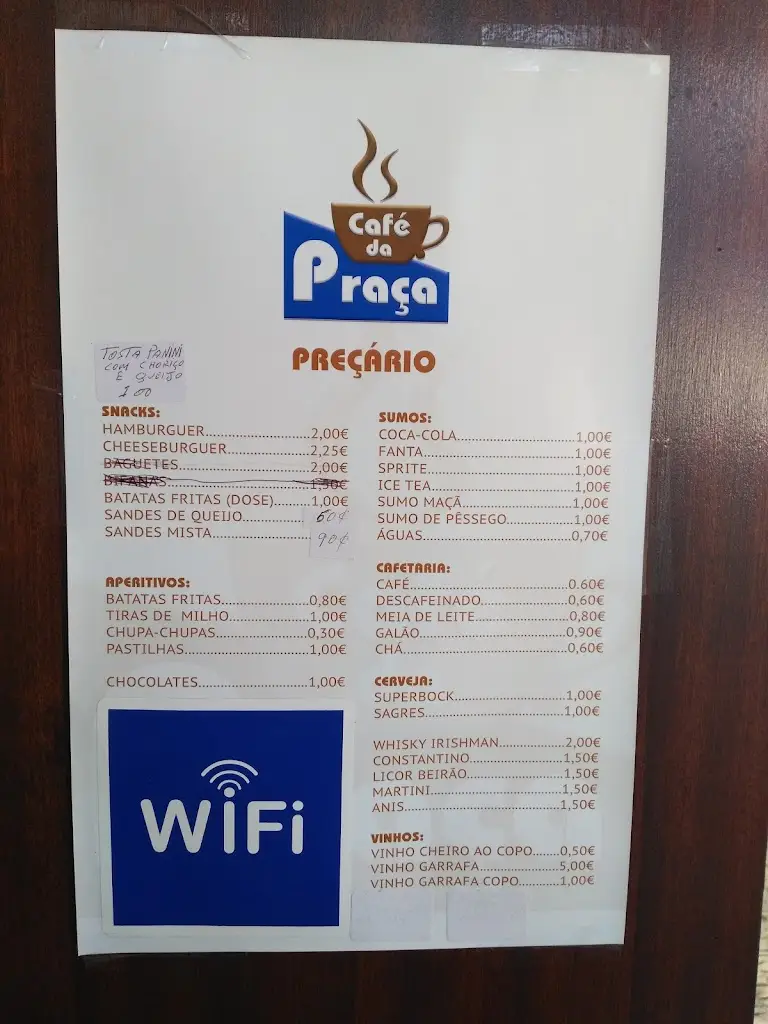 Café
da
Praça
PREÇÁRIO
TOSTA PANINI
COM CHORIÇO
E QUEIJO
1 00
SNACKS:
HAMBURGUER..............................2,00€
CHEESEBURGUER........................2,25€
BAGUETES....................................2,00€
BIFANAS.......................................1,50€
BATATAS FRITAS (DOSE)..........1,00€
SANDES DE QUEIJO.............60¢
SANDES MISTA....................90¢
APERITIVOS:
BATATAS FRITAS.......................0,80€
TIRAS DE MILHO.....................1,00€
CHUPA-CHUPAS.......................0,30€
PASTILHAS................................1,00€
CHOCOLATES............................1,00€
WiFi
SUMOS:
COCA-COLA.............................1,00€
FANTA........................................1,00€
SPRITE.......................................1,00€
ICE TEA......................................1,00€
SUMO MAÇÃ............................1,00€
SUMO DE PÊSSEGO................1,00€
ÁGUAS.......................................0,70€
CAFETARIA:
CAFÉ........................................0.60€
DESCAFEINADO......................0,60€
MEIA DE LEITE.......................0,80€
GALÃO.....................................0,90€
CHÁ..........................................0,60€
CERVEJA:
SUPERBOCK............................1,00€
SAGRES.....................................1,00€
WHISKY IRISHMAN.................2,00€
CONSTANTINO........................1,50€
LICOR BEIRÃO........................1,50€
MARTINI..................................1,50€
ANIS.........................................1,50€
VINHOS:
VINHO CHEIRO AO COPO.......0,50€
VINHO GARRAFA....................5,00€
VINHO GARRAFA COPO...........1,00€